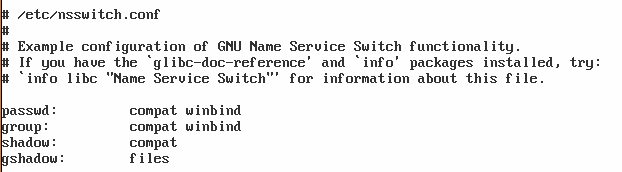 # /etc/nsswitch.conf
#
# Example configuration of GNU Name Service Switch functionality.
# If you have the `glibc-doc-reference' and `info' packages installed, try:
# `info libc "Name Service Switch"' for information about this file.

passwd:         compat winbind
group:          compat winbind
shadow:         compat
gshadow:        files